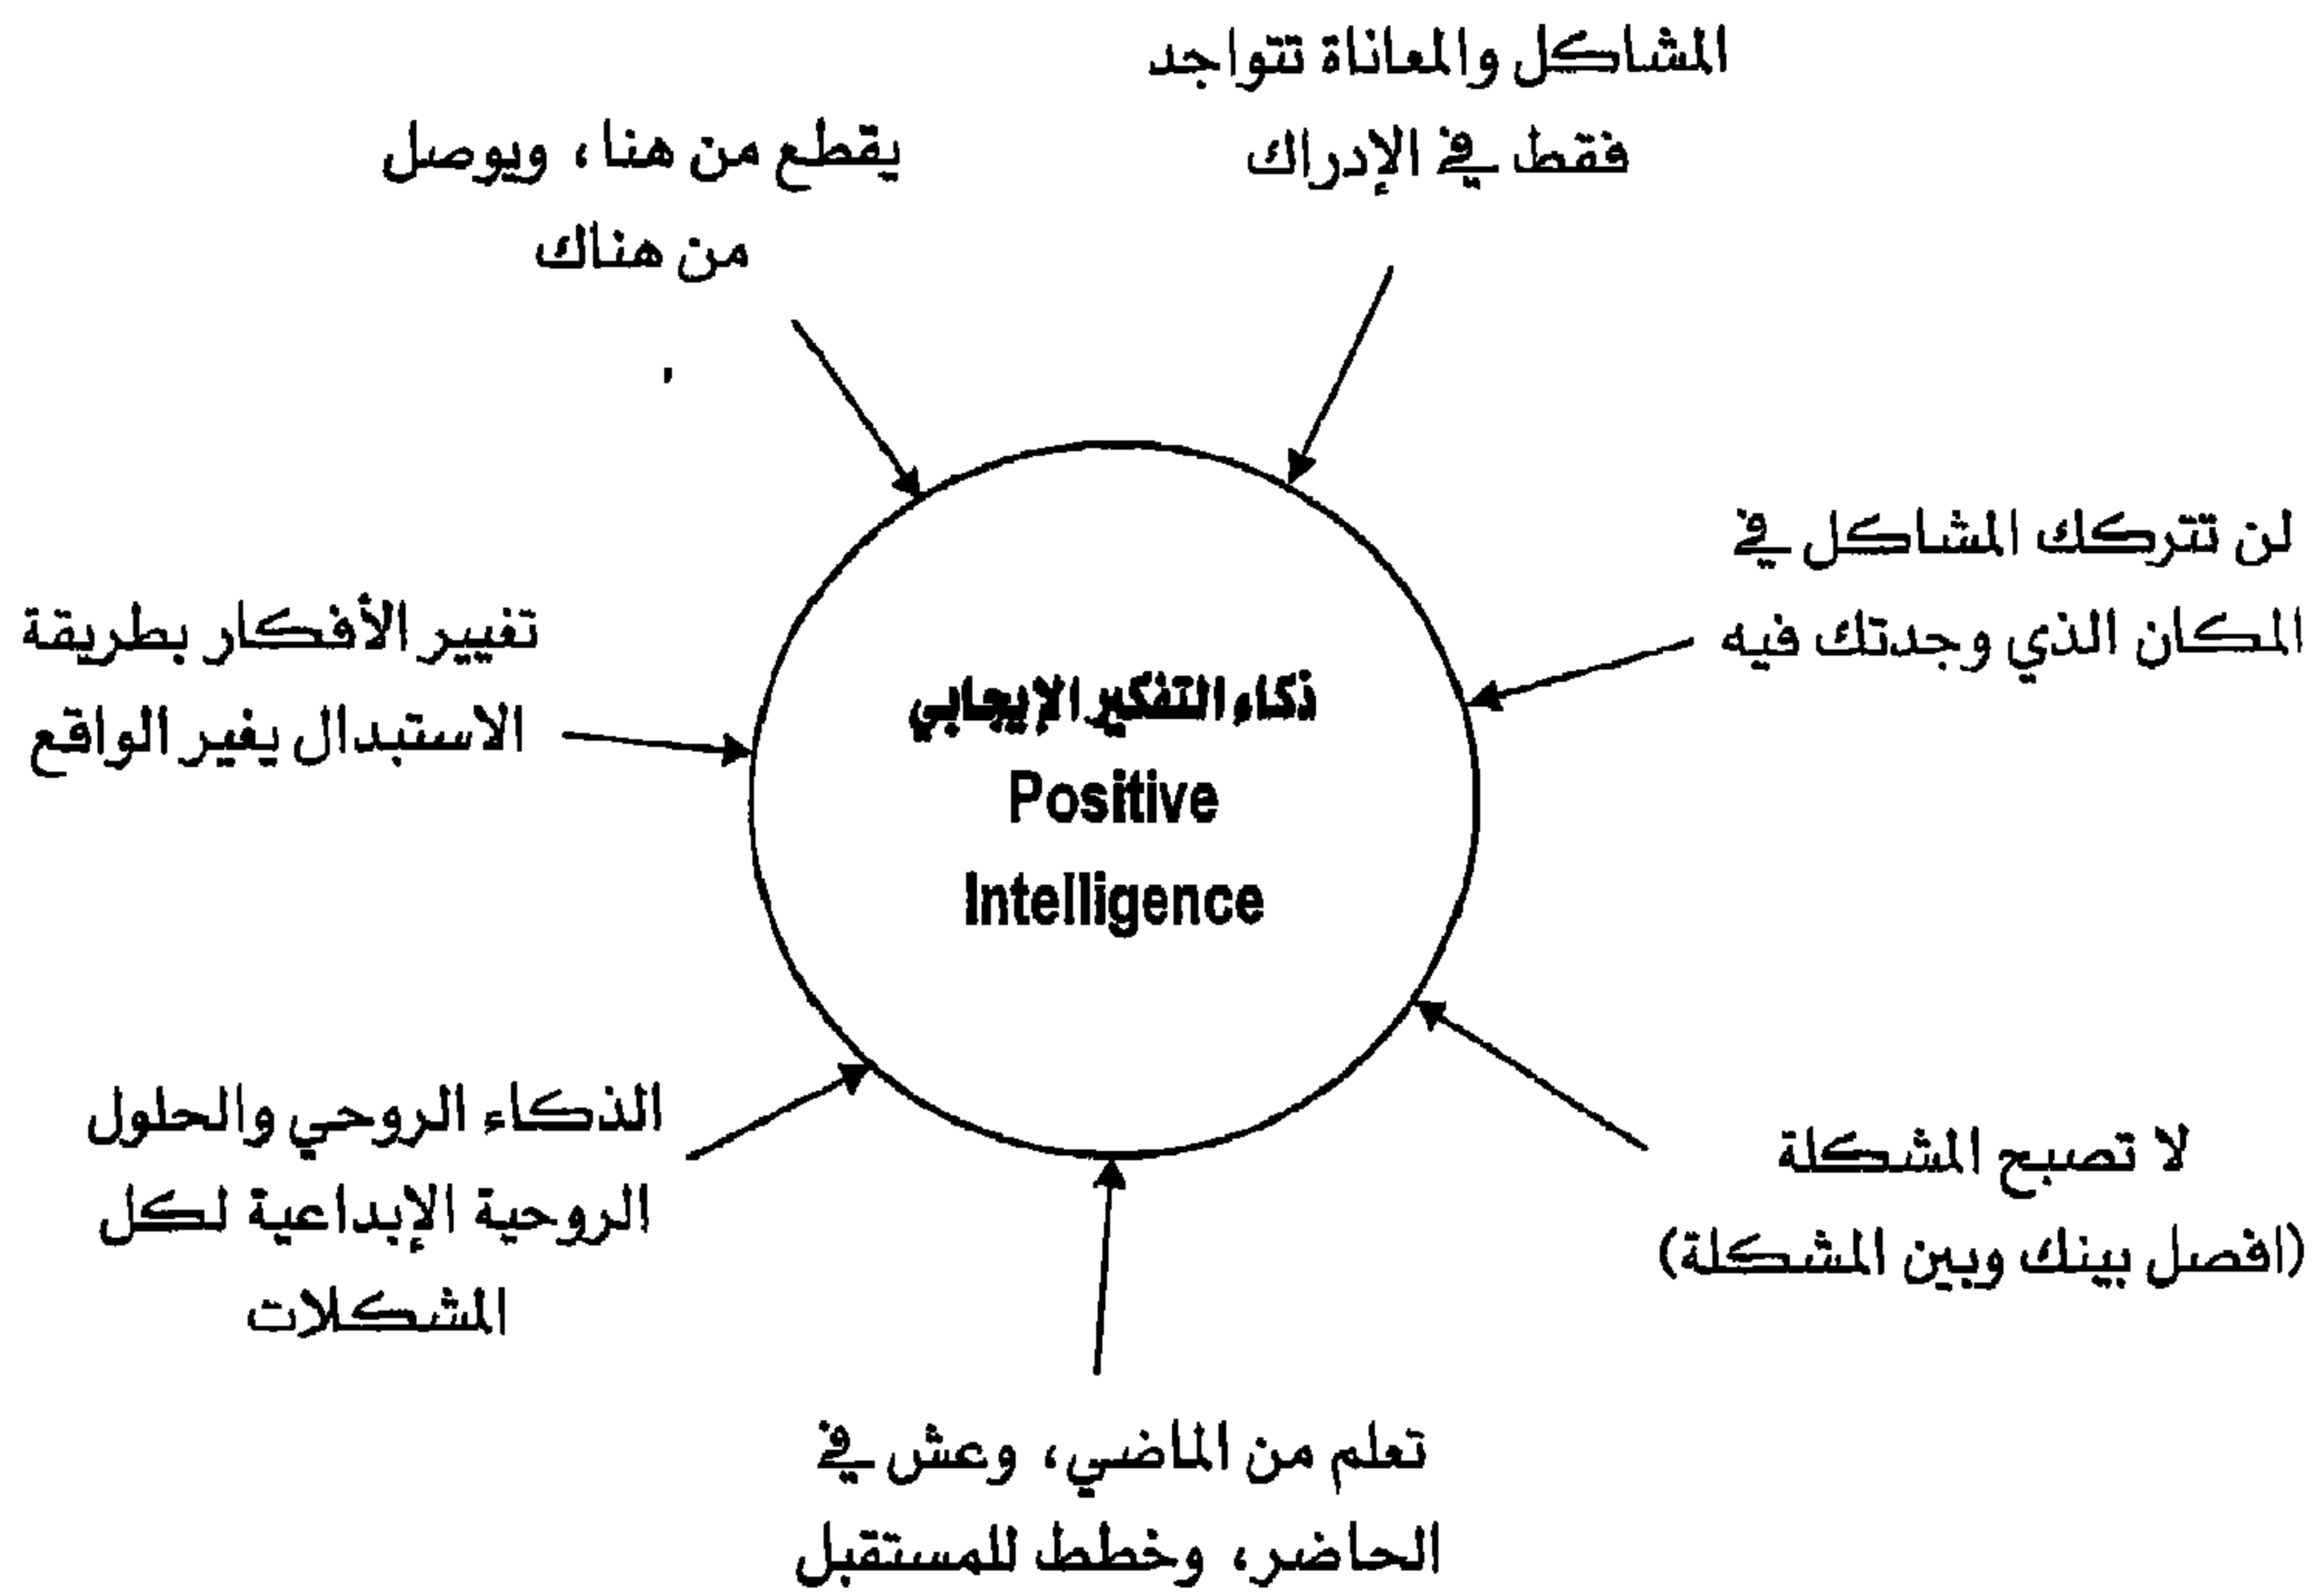 المشاكل والمعاناة تتواجد
فقط في الإدراك
لن تتركك المشاكل في
المكان الذي وجدتك فيه
لا تصبح المشكلة
(افصل بينك وبين المشكلة)
تعلم من الماضي، وعش في
الحاضر، وخطط للمستقبل
الذكاء الروحي والحلول
الروحية الإبداعية لكل
المشكلات
تغيير الأفكار بطريقة
الاستبدال يغير الواقع
يقطع من هنا، ويوصل
من هناك
ذكاء التفكير الإيجابي
Positive
Intelligence